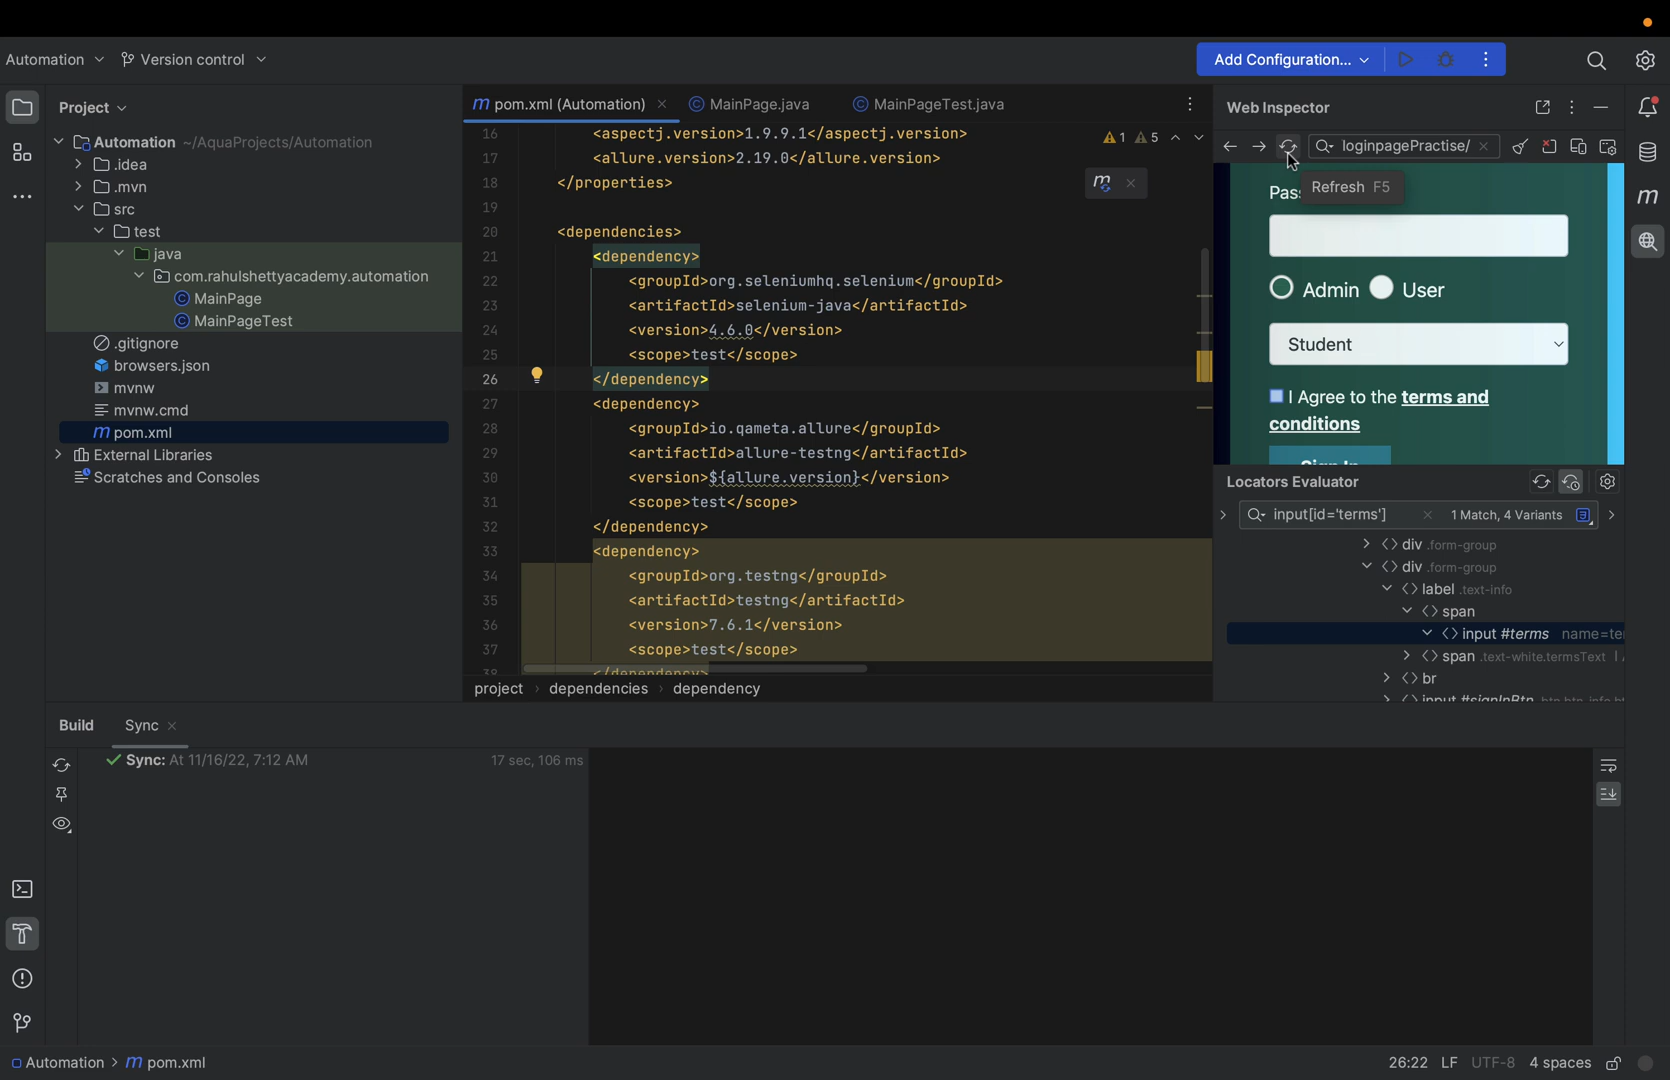 Automation
Version control
Add Configuration...
Project
Automation ~/AquaProjects/Automation
.idea
.mvn
src
test
java
com.rahulshettyacademy.automation
MainPage
MainPageTest
.gitignore
browsers.json
mvnw
mvnw.cmd
pom.xml
External Libraries
Scratches and Consoles
pom.xml (Automation)
MainPage.java
MainPageTest.java
1 5
16 <aspectj.version>1.9.9.1</aspectj.version>
17 <allure.version>2.19.0</allure.version>
18 </properties>
19
20 <dependencies>
21 <dependency>
22 <groupId>org.seleniumhq.selenium</groupId>
23 <artifactId>selenium-java</artifactId>
24 <version>4.6.0</version>
25 <scope>test</scope>
26 </dependency>
27 <dependency>
28 <groupId>io.qameta.allure</groupId>
29 <artifactId>allure-testng</artifactId>
30 <version>${allure.version}</version>
31 <scope>test</scope>
32 </dependency>
33 <dependency>
34 <groupId>org.testng</groupId>
35 <artifactId>testng</artifactId>
36 <version>7.6.1</version>
37 <scope>test</scope>
38 </dependency>
project › dependencies › dependency
Web Inspector
loginpagePractise/
Refresh F5
Pass
Admin User
Student
I Agree to the terms and
conditions
Sign In
Locators Evaluator
input[id='terms'] 1 Match, 4 Variants
div .form-group
div .form-group
label .text-info
span
input #terms name=te
span .text-white.termsText
br
input #signInBtn
Build Sync
Sync: At 11/16/22, 7:12 AM 17 sec, 106 ms
Automation > pom.xml
26:22 LF UTF-8 4 spaces